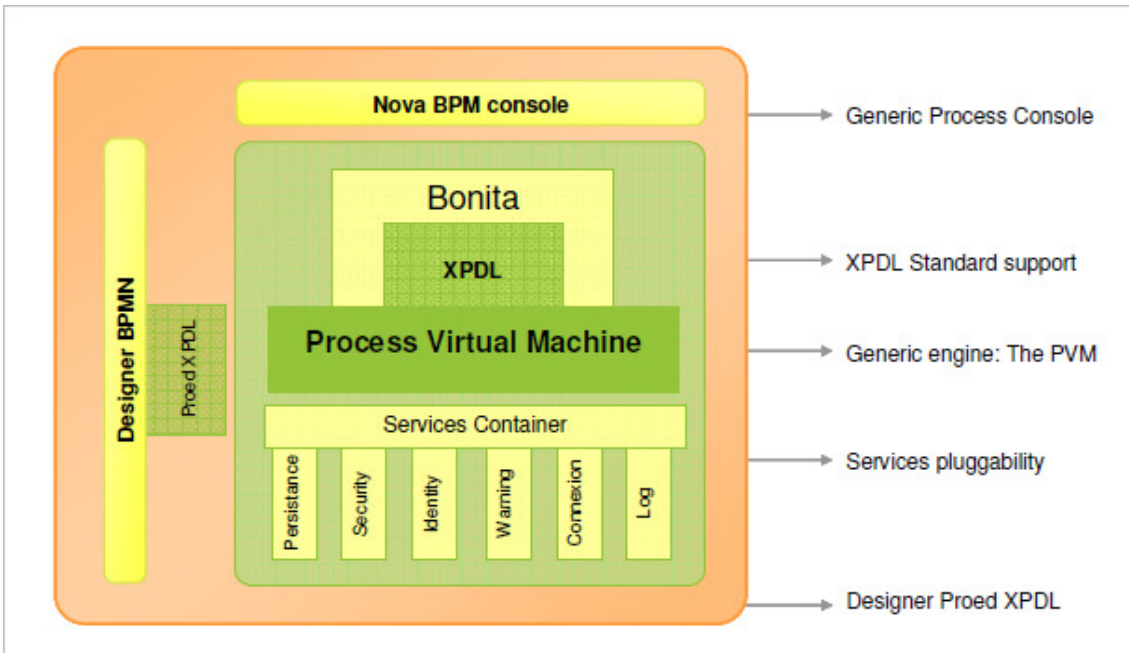 Nova BPM console
Generic Process Console
Designer BPMN
Proed XPDL
Bonita
XPDL
XPDL Standard support
Process Virtual Machine
Generic engine: The PVM
Services Container
Services pluggability
Persistance
Security
Identity
Warning
Connexion
Log
Designer Proed XPDL